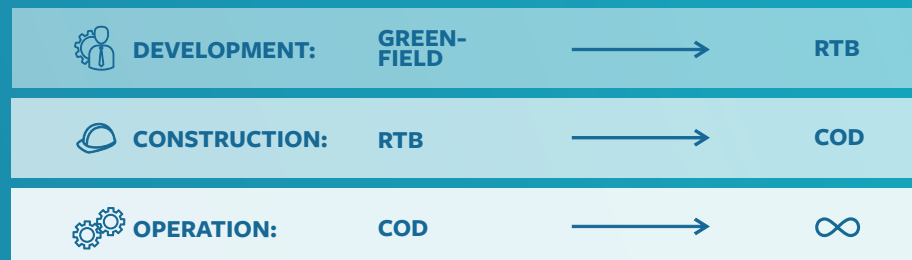 DEVELOPMENT: GREEN-
FIELD → RTB
CONSTRUCTION: RTB → COD
OPERATION: COD → ∞